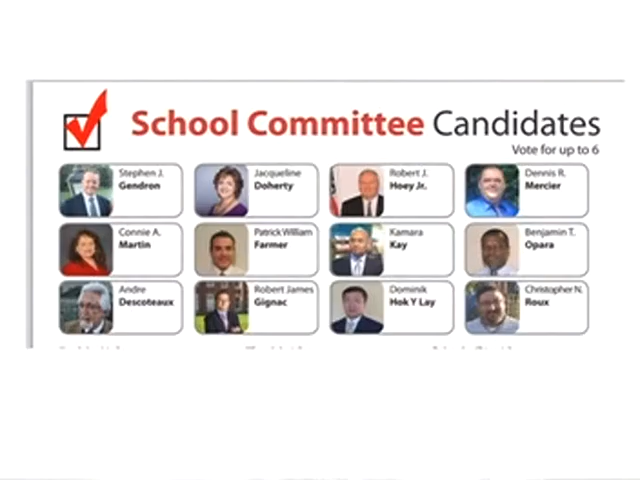 School Committee Candidates
Vote for up to 6
Stephen J.
Gendron
Jacqueline
Doherty
Robert J.
Hoey Jr.
Dennis R.
Mercier
Connie A.
Martin
Patrick William
Farmer
Kamara
Kay
Benjamin T.
Opara
Andre
Descoteaux
Robert James
Gignac
Dominik
Hok Y Lay
Christopher N.
Roux